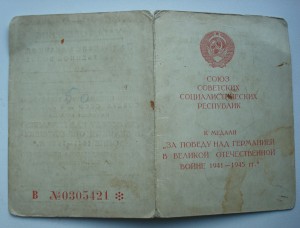 В №0305421 ✻
СОЮЗ
СОВЕТСКИХ
СОЦИАЛИСТИЧЕСКИХ
РЕСПУБЛИК
К МЕДАЛИ
„ЗА ПОБЕДУ НАД ГЕРМАНИЕЙ
В ВЕЛИКОЙ ОТЕЧЕСТВЕННОЙ
ВОЙНЕ 1941—1945 гг."